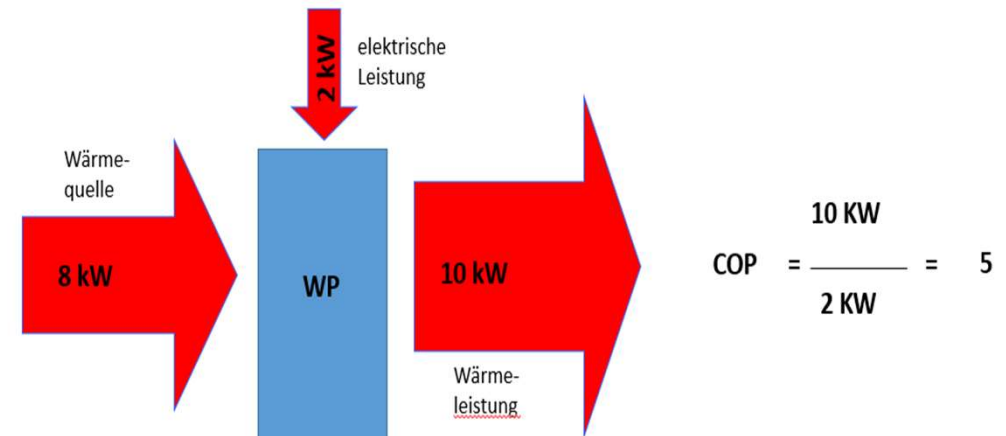 2 kW
elektrische
Leistung
Wärme-
quelle
8 kW
WP
10 kW
Wärme-
leistung
10 KW
COP = = 5
2 KW